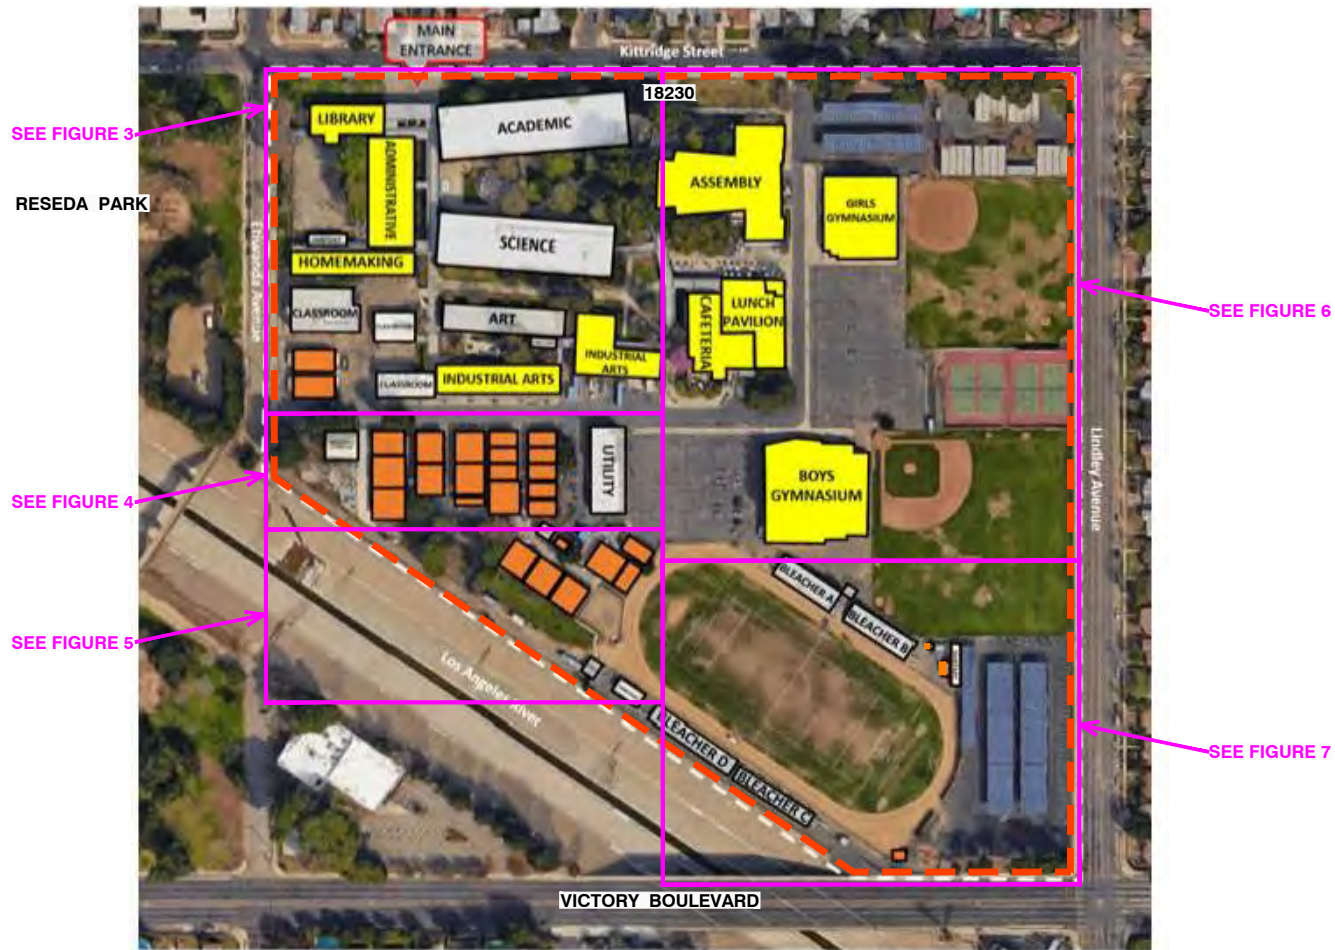 MAIN
ENTRANCE
Kittridge Street
18230
SEE FIGURE 3
LIBRARY
ACADEMIC
ADMINISTRATIVE
ASSEMBLY
RESEDA PARK
GIRLS
GYMNASIUM
Etiwanda Avenue
SCIENCE
HOMEMAKING
SEE FIGURE 6
CLASSROOM
ART
CAFETERIA
LUNCH
PAVILION
INDUSTRIAL
ARTS
CLASSROOM
INDUSTRIAL ARTS
UTILITY
BOYS
GYMNASIUM
Lindley Avenue
SEE FIGURE 4
BLEACHER A
BLEACHER B
SEE FIGURE 5
Los Angeles River
BLEACHER D
BLEACHER C
SEE FIGURE 7
VICTORY BOULEVARD